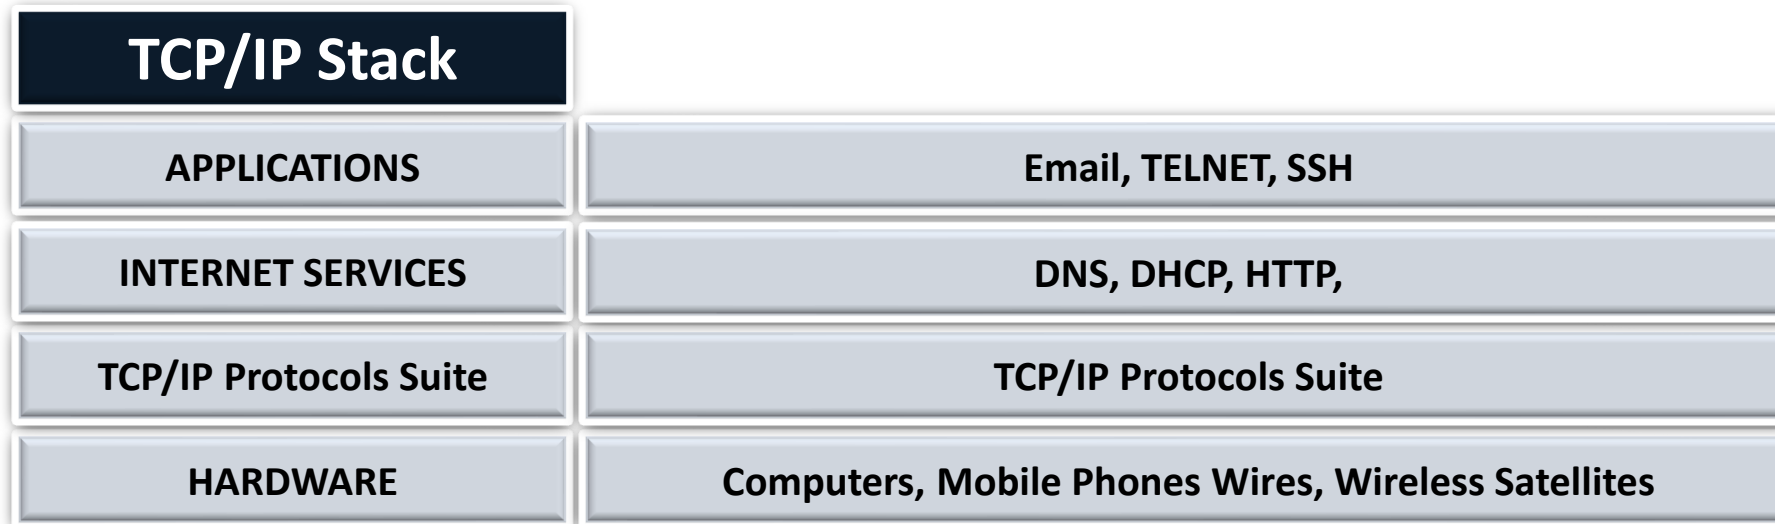 TCP/IP Stack
APPLICATIONS
Email, TELNET, SSH
INTERNET SERVICES
DNS, DHCP, HTTP,
TCP/IP Protocols Suite
TCP/IP Protocols Suite
HARDWARE
Computers, Mobile Phones Wires, Wireless Satellites